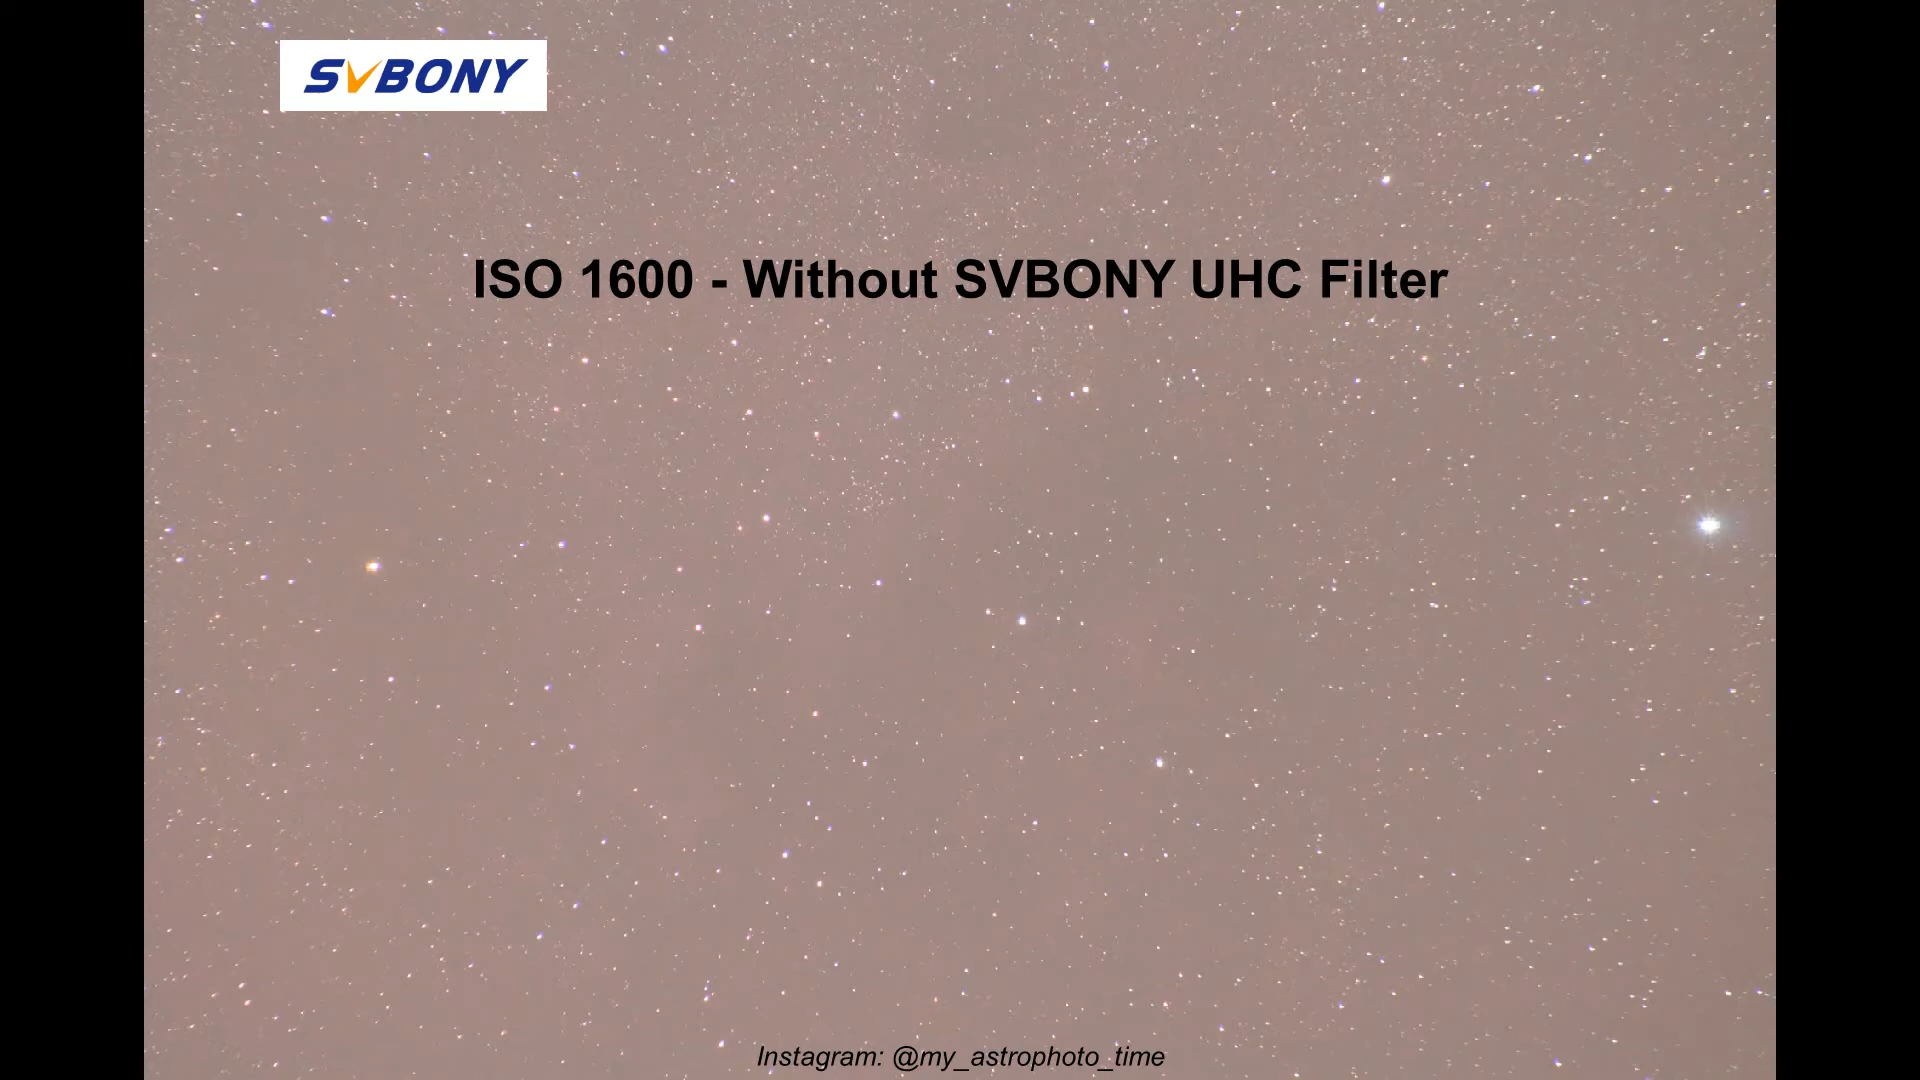 SVBONY
ISO 1600 - Without SVBONY UHC Filter
Instagram: @my_astrophoto_time